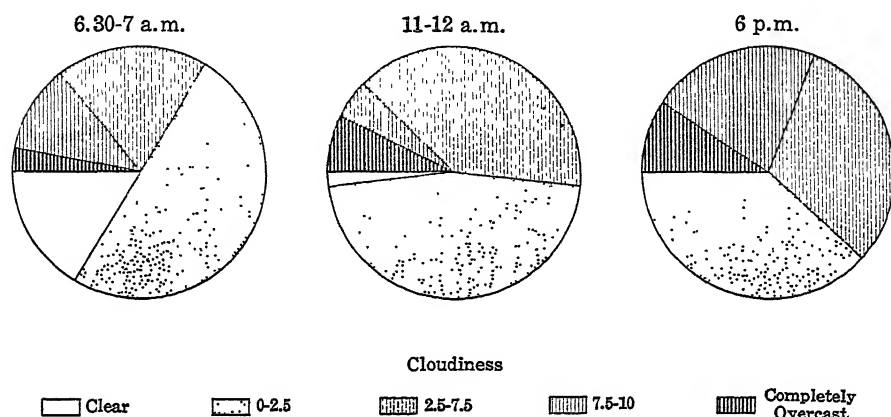 6.30-7 a.m. 11-12 a.m. 6 p.m.
Cloudiness
Clear 0-2.5 2.5-7.5 7.5-10 Completely
Overcast